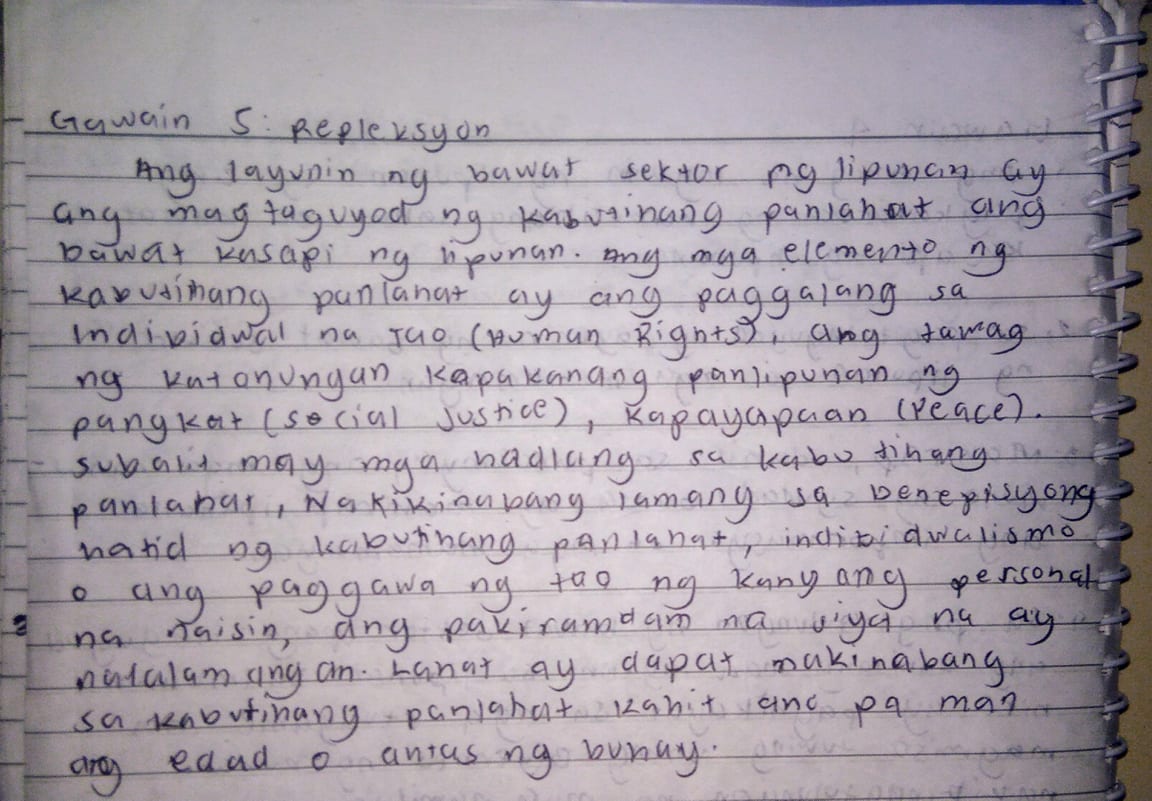 Gawain 5: Repleksyon
Ang layunin ng bawat sektor ng lipunan ay
ang mag taguyod ng kabutihang panlahat ang
bawat kasapi ng lipunan. Ang mga elemento ng
kabutihang panlahat ay ang paggalang sa
Indibidwal na Tao (Human Rights), ang tawag
ng katarungan kapakanang panlipunan ng
pangkat (social Justice), kapayapaan (Peace).
subalit may mga hadlang sa kabutihang
panlahat, Nakikinabang lamang sa benepisyong
hatid ng kabutihang panlahat, indibidwalismo
o ang paggawa ng tao ng kanyang personal
na naisin, ang pakiramdam na siya na ay
nalalamangan. Lahat ay dapat makinabang
sa kabutihang panlahat kahit ano pa man
ang edad o antas ng buhay.